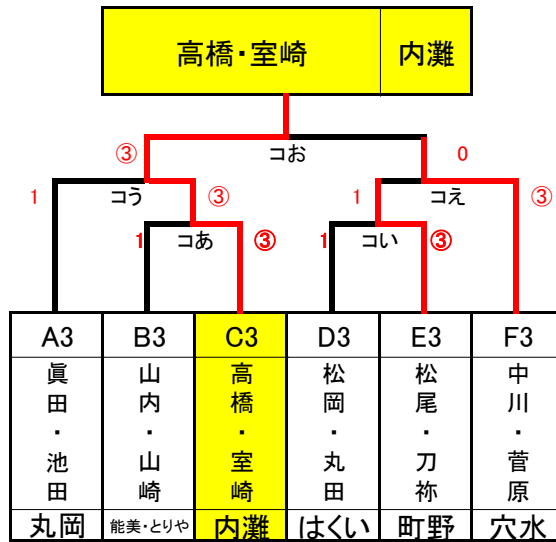 高橋・室崎 内灘
③ コお 0
1 コう ③ 1 コえ ③
1 コあ ③ 1 コい ③
A3 B3 C3 D3 E3 F3
眞田・池田 山内・山崎 高橋・室崎 松岡・丸田 松尾・刀祢 中川・菅原
丸岡 能美・とりや 内灘 はくい 町野 穴水